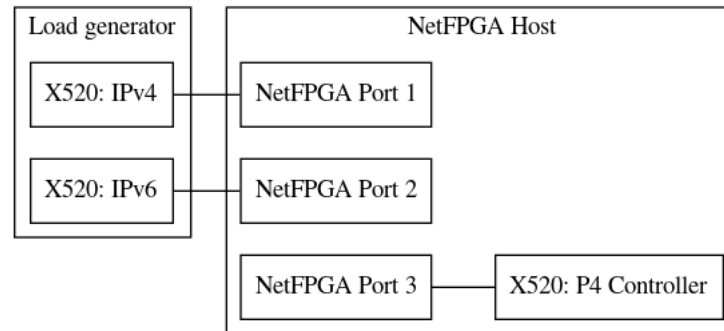 Load generator
NetFPGA Host
X520: IPv4
NetFPGA Port 1
X520: IPv6
NetFPGA Port 2
NetFPGA Port 3
X520: P4 Controller